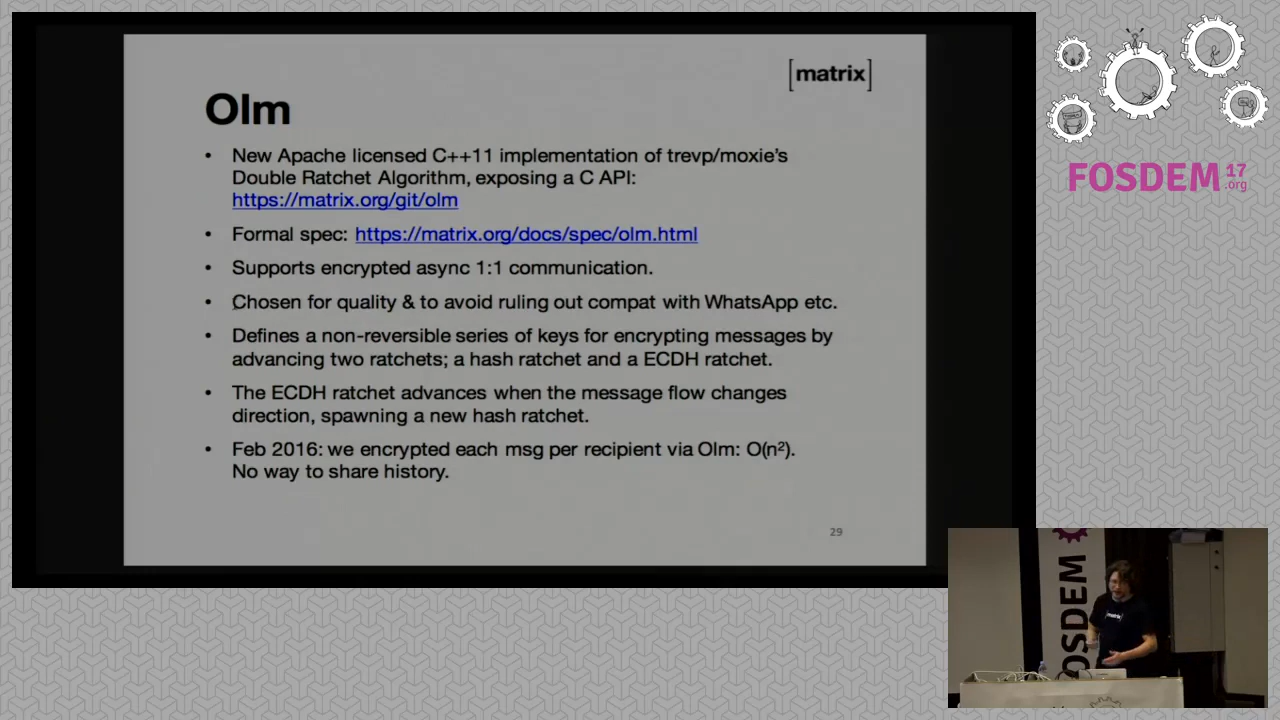 [matrix]
Olm
• New Apache licensed C++11 implementation of trevp/moxie's
Double Ratchet Algorithm, exposing a C API:
https://matrix.org/git/olm
• Formal spec: https://matrix.org/docs/spec/olm.html
• Supports encrypted async 1:1 communication.
• Chosen for quality & to avoid ruling out compat with WhatsApp etc.
• Defines a non-reversible series of keys for encrypting messages by
advancing two ratchets; a hash ratchet and a ECDH ratchet.
• The ECDH ratchet advances when the message flow changes
direction, spawning a new hash ratchet.
• Feb 2016: we encrypted each msg per recipient via Olm: O(n²).
No way to share history.
29
FOSDEM 17
.org
OSDEM
[matrix]